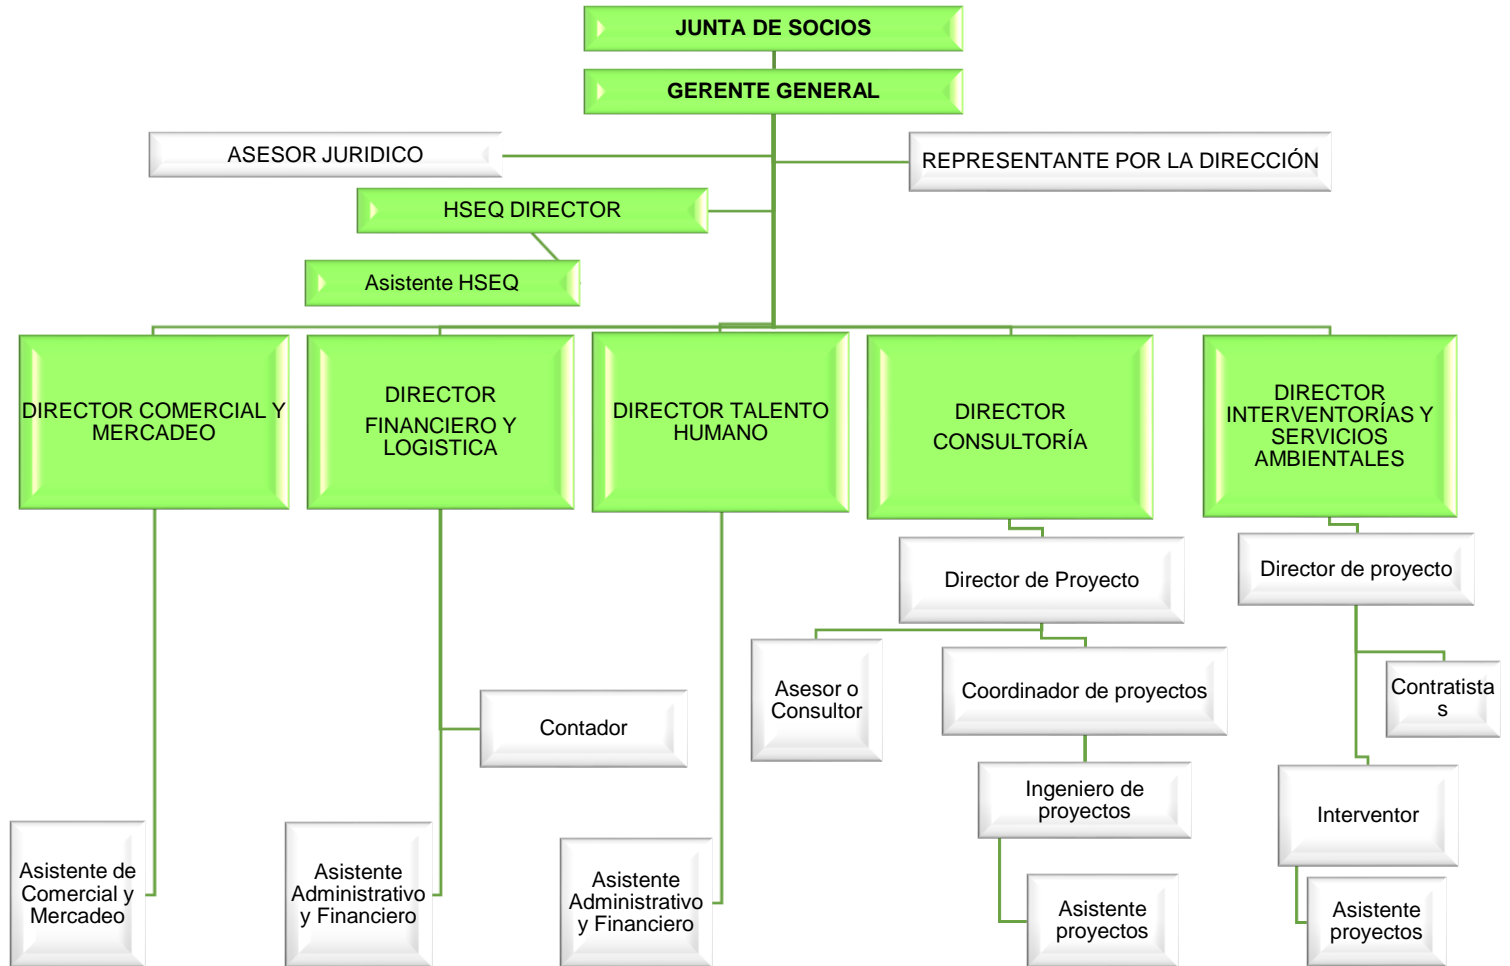 JUNTA DE SOCIOS
GERENTE GENERAL
ASESOR JURIDICO
REPRESENTANTE POR LA DIRECCIÓN
HSEQ DIRECTOR
Asistente HSEQ
DIRECTOR COMERCIAL Y
MERCADEO
DIRECTOR
FINANCIERO Y
LOGISTICA
DIRECTOR TALENTO
HUMANO
DIRECTOR
CONSULTORÍA
DIRECTOR
INTERVENTORÍAS Y
SERVICIOS
AMBIENTALES
Director de Proyecto
Director de proyecto
Asesor o
Consultor
Coordinador de proyectos
Contratista
s
Contador
Ingeniero de
proyectos
Interventor
Asistente de
Comercial y
Mercadeo
Asistente
Administrativo
y Financiero
Asistente
Administrativo
y Financiero
Asistente
proyectos
Asistente
proyectos